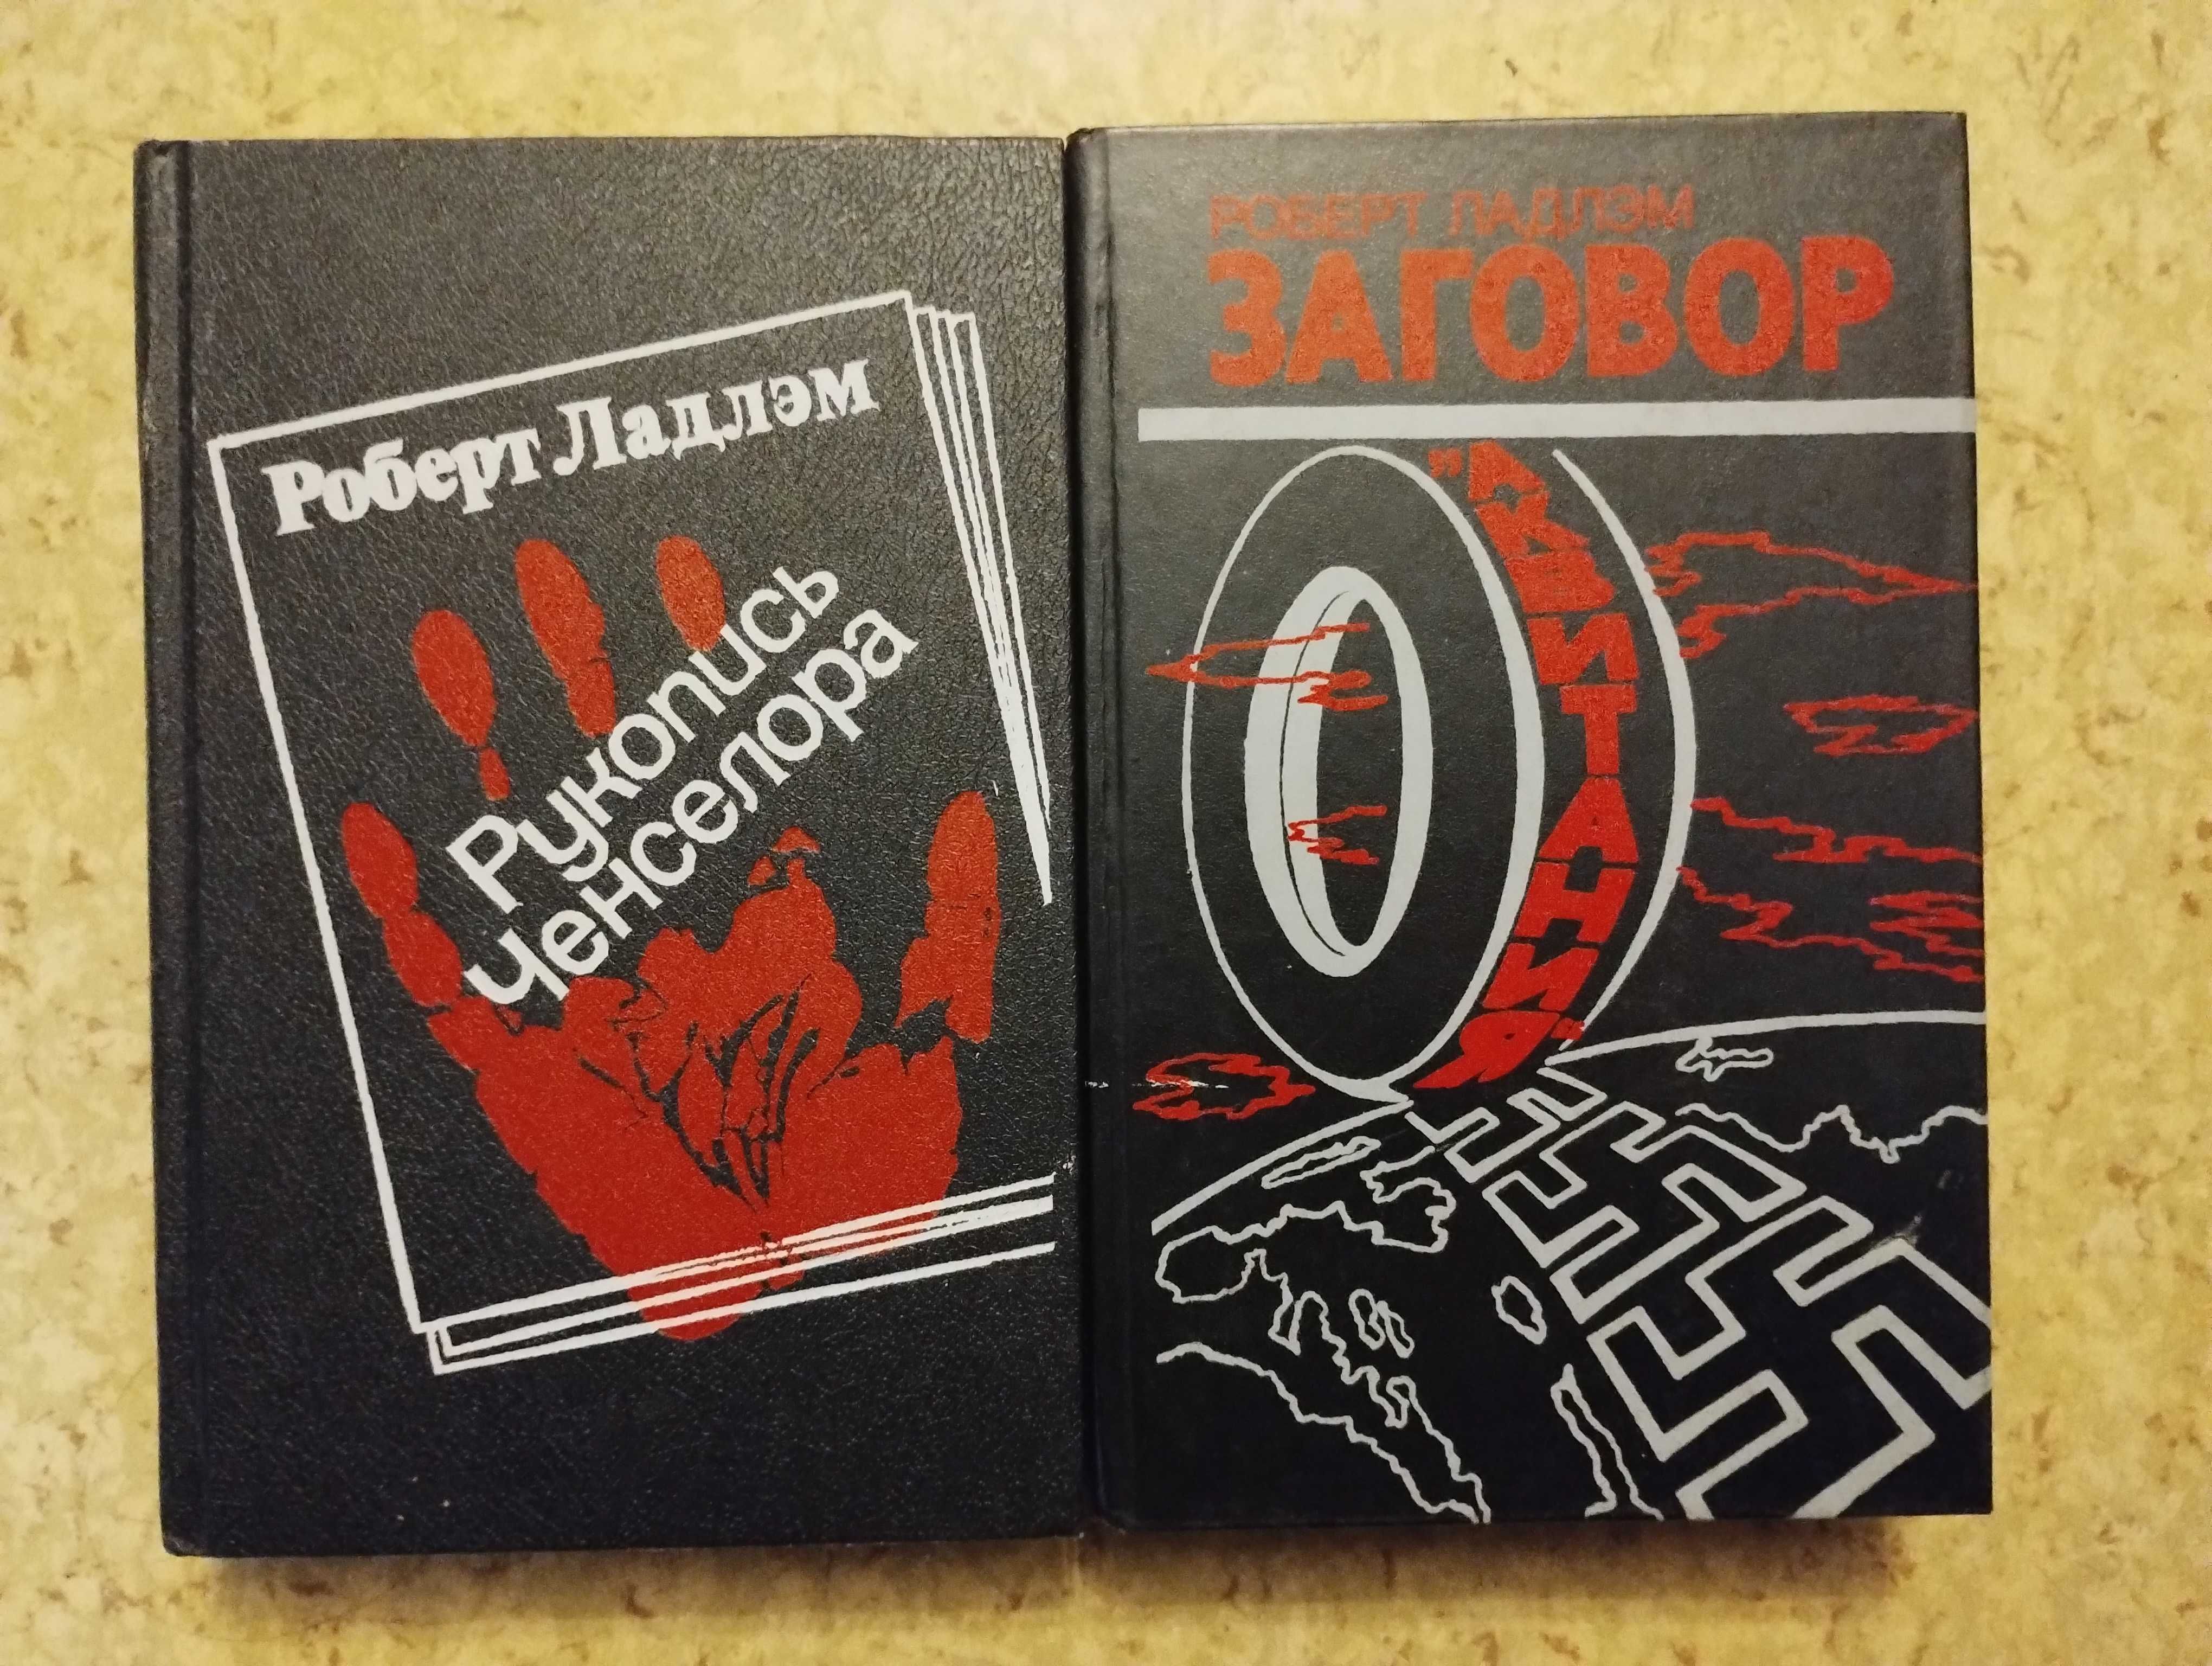 Роберт Ладлэм
Рукопись
Ченселора
РОБЕРТ ЛАДЛЭМ
ЗАГОВОР
"АКВИТАНИЯ"